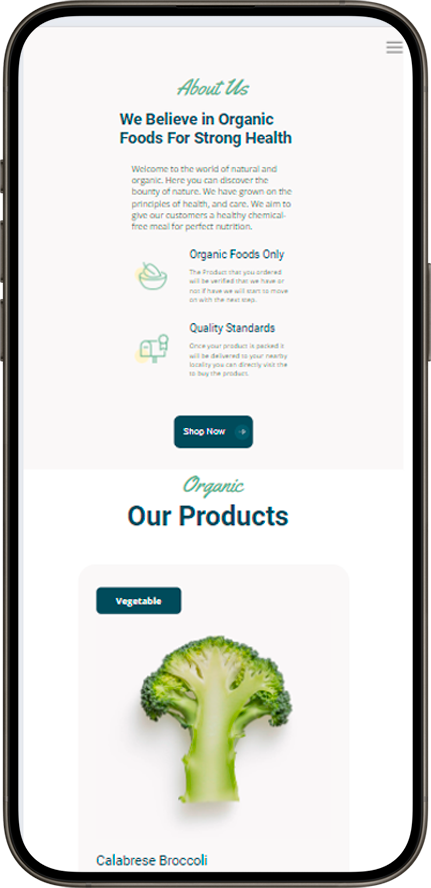 About Us
We Believe in Organic
Foods For Strong Health
Welcome to the world of natural and
organic. Here you can discover the
bounty of nature. We have grown on the
principles of health, and care. We aim to
give our customers a healthy chemical-
free meal for perfect nutrition.
Organic Foods Only
The Product that you ordered
will be verified that we have or
not if have we will start to move
on with the next step.
Quality Standards
Once your product is packed it
will be delivered to your nearby
locality you can directly visit the
to buy the product.
Shop Now
Organic
Our Products
Vegetable
Calabrese Broccoli